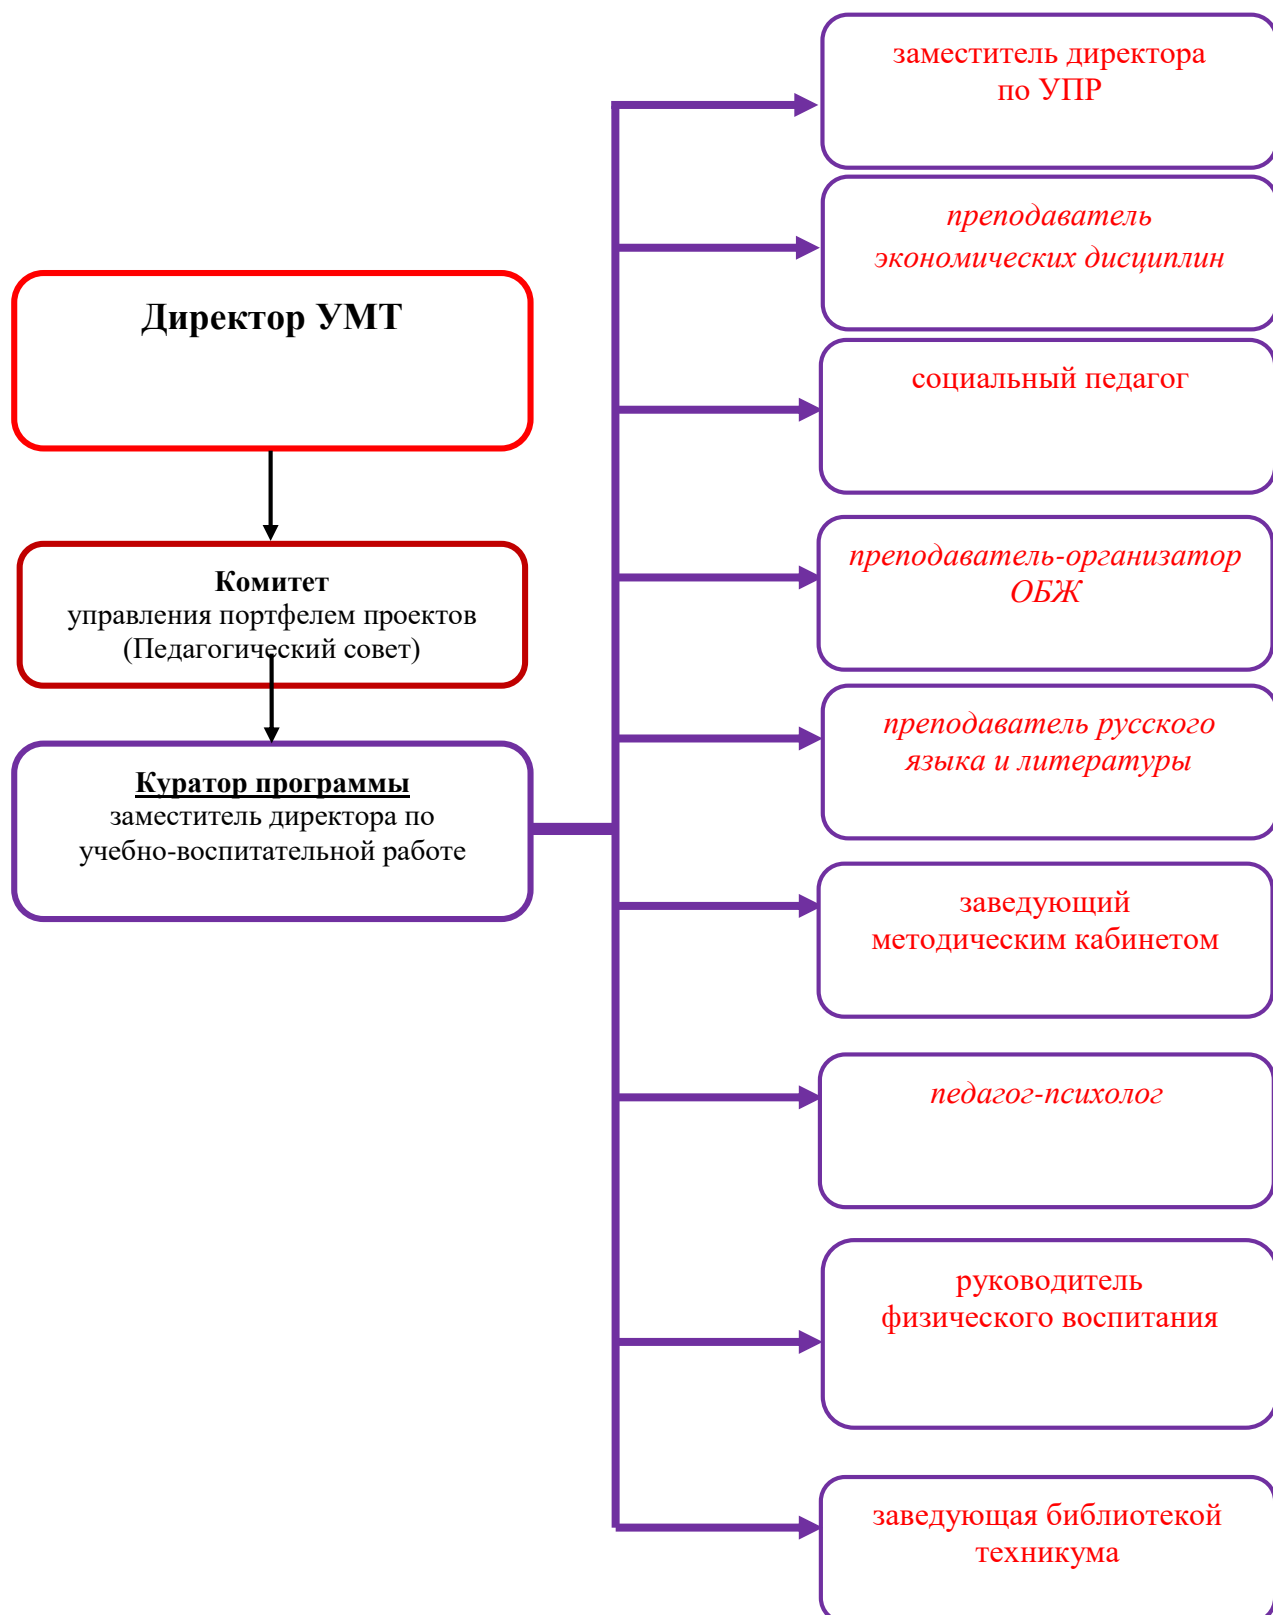 Директор УМТ
Комитет
управления портфелем проектов
(Педагогический совет)
Куратор программы
заместитель директора по
учебно-воспитательной работе
заместитель директора
по УПР
преподаватель
экономических дисциплин
социальный педагог
преподаватель-организатор
ОБЖ
преподаватель русского
языка и литературы
заведующий
методическим кабинетом
педагог-психолог
руководитель
физического воспитания
заведующая библиотекой
техникума